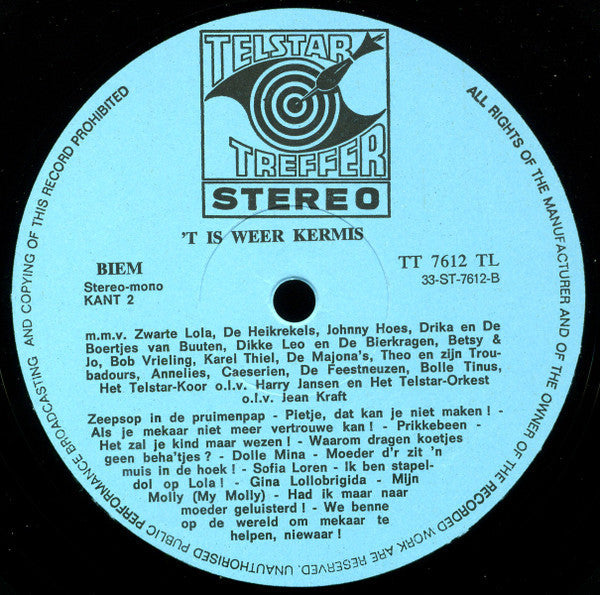 TELSTAR
TREFFER
STEREO
'T IS WEER KERMIS
BIEM
Stereo-mono
KANT 2
TT 7612 TL
33-ST-7612-B
m.m.v. Zwarte Lola, De Heikrekels, Johnny Hoes, Drika en De
Boertjes van Buuten, Dikke Leo en De Bierkragen, Betsy &
Jo, Bob Vrieling, Karel Thiel, De Majona's, Theo en zijn Trou-
badours, Annelies, Caeserien, De Feestneuzen, Bolle Tinus,
Het Telstar-Koor o.l.v. Harry Jansen en Het Telstar-Orkest
o.l.v. Jean Kraft
Zeepsop in de pruimenpap - Pietje, dat kan je niet maken! -
Als je mekaar niet meer vertrouwe kan! - Prikkebeen -
Het zal je kind maar wezen! - Waarom dragen koetjes
geen beha'tjes? - Dolle Mina - Moeder d'r zit 'n
muis in de hoek! - Sofia Loren - Ik ben stapel-
dol op Lola! - Gina Lollobrigida - Mijn
Molly (My Molly) - Had ik maar naar
moeder geluisterd! - We benne
op de wereld om mekaar te
helpen, niewaar!
ALL RIGHTS OF THE MANUFACTURER AND OF THE OWNER OF THE RECORDED WORK ARE RESERVED. UNAUTHORISED PUBLIC PERFORMANCE BROADCASTING AND COPYING OF THIS RECORD PROHIBITED